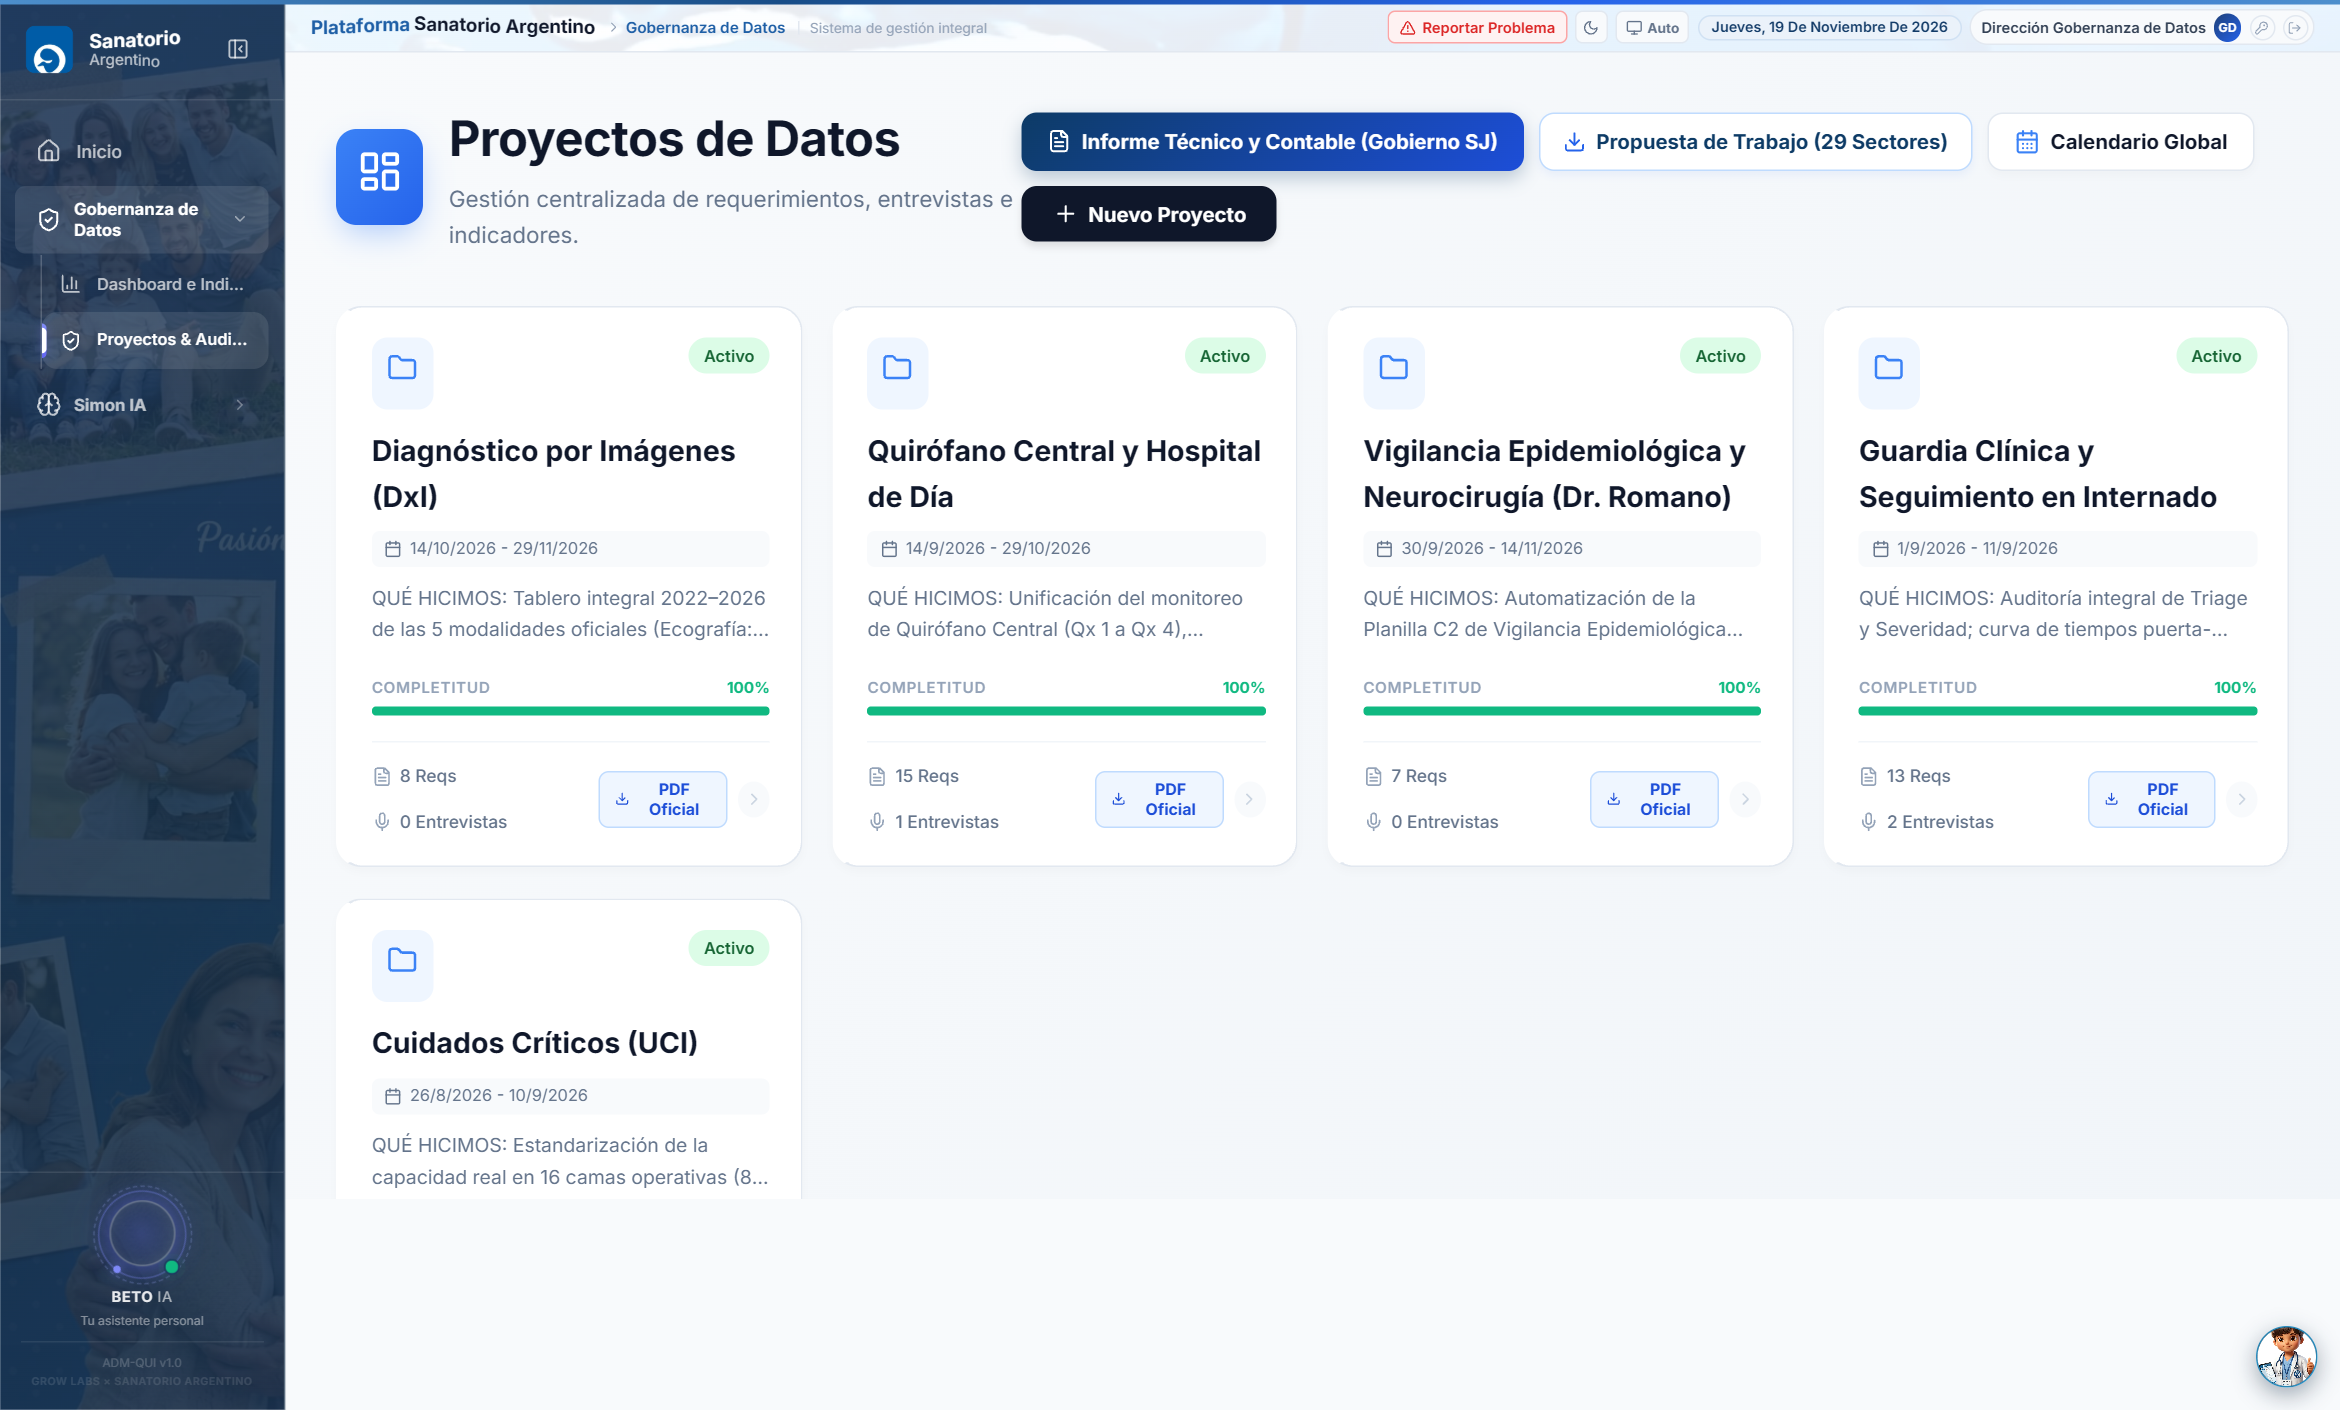 Sanatorio
Argentino
Inicio
Gobernanza de
Datos
Dashboard e Indi...
Proyectos & Audi...
Simon IA
Pasión
BETO IA
Tu asistente personal
ADM-QUI v1.0
GROW LABS × SANATORIO ARGENTINO
Plataforma Sanatorio Argentino > Gobernanza de Datos | Sistema de gestión integral
Reportar Problema
Auto
Jueves, 19 De Noviembre De 2026
Dirección Gobernanza de Datos GD
Proyectos de Datos
Gestión centralizada de requerimientos, entrevistas e
indicadores.
Informe Técnico y Contable (Gobierno SJ)
Propuesta de Trabajo (29 Sectores)
Calendario Global
+ Nuevo Proyecto
Activo
Diagnóstico por Imágenes
(DxI)
14/10/2026 - 29/11/2026
QUÉ HICIMOS: Tablero integral 2022–2026
de las 5 modalidades oficiales (Ecografía:...
COMPLETITUD 100%
8 Reqs
0 Entrevistas
PDF
Oficial
Activo
Quirófano Central y Hospital
de Día
14/9/2026 - 29/10/2026
QUÉ HICIMOS: Unificación del monitoreo
de Quirófano Central (Qx 1 a Qx 4),...
COMPLETITUD 100%
15 Reqs
1 Entrevistas
PDF
Oficial
Activo
Vigilancia Epidemiológica y
Neurocirugía (Dr. Romano)
30/9/2026 - 14/11/2026
QUÉ HICIMOS: Automatización de la
Planilla C2 de Vigilancia Epidemiológica...
COMPLETITUD 100%
7 Reqs
0 Entrevistas
PDF
Oficial
Activo
Guardia Clínica y
Seguimiento en Internado
1/9/2026 - 11/9/2026
QUÉ HICIMOS: Auditoría integral de Triage
y Severidad; curva de tiempos puerta-...
COMPLETITUD 100%
13 Reqs
2 Entrevistas
PDF
Oficial
Activo
Cuidados Críticos (UCI)
26/8/2026 - 10/9/2026
QUÉ HICIMOS: Estandarización de la
capacidad real en 16 camas operativas (8...